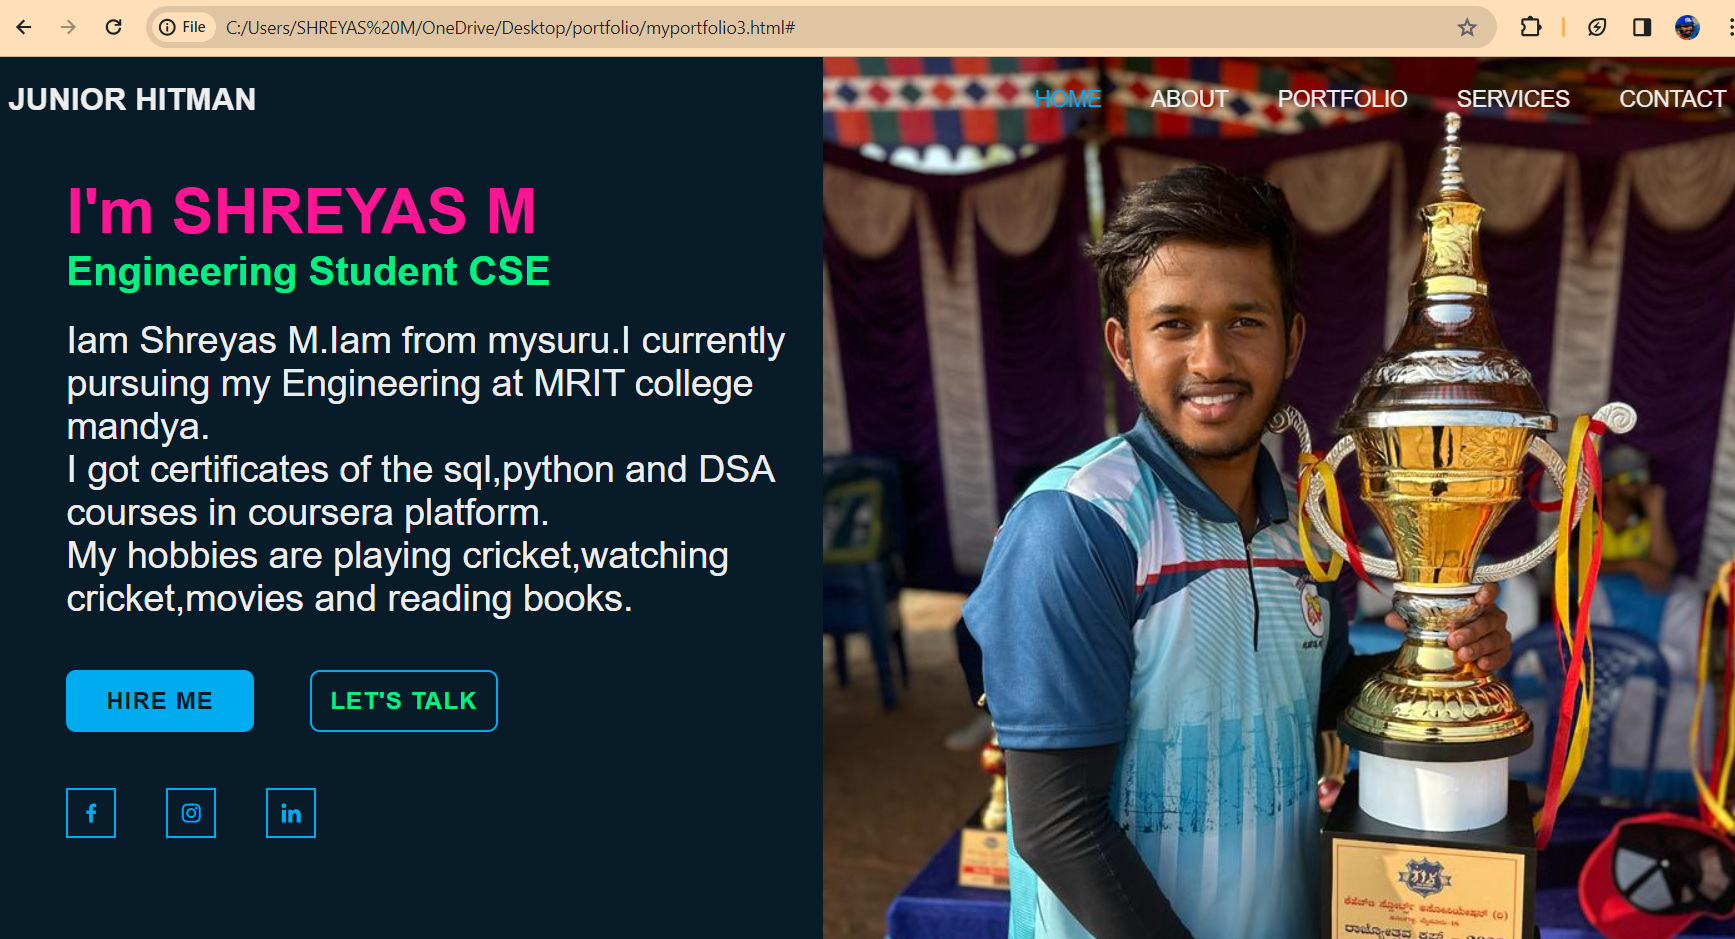 File C:/Users/SHREYAS%20M/OneDrive/Desktop/portfolio/myportfolio3.html#
JUNIOR HITMAN
HOME ABOUT PORTFOLIO SERVICES CONTACT
I'm SHREYAS M
Engineering Student CSE
Iam Shreyas M.Iam from mysuru.I currently
pursuing my Engineering at MRIT college
mandya.
I got certificates of the sql,python and DSA
courses in coursera platform.
My hobbies are playing cricket,watching
cricket,movies and reading books.
HIRE ME LET'S TALK